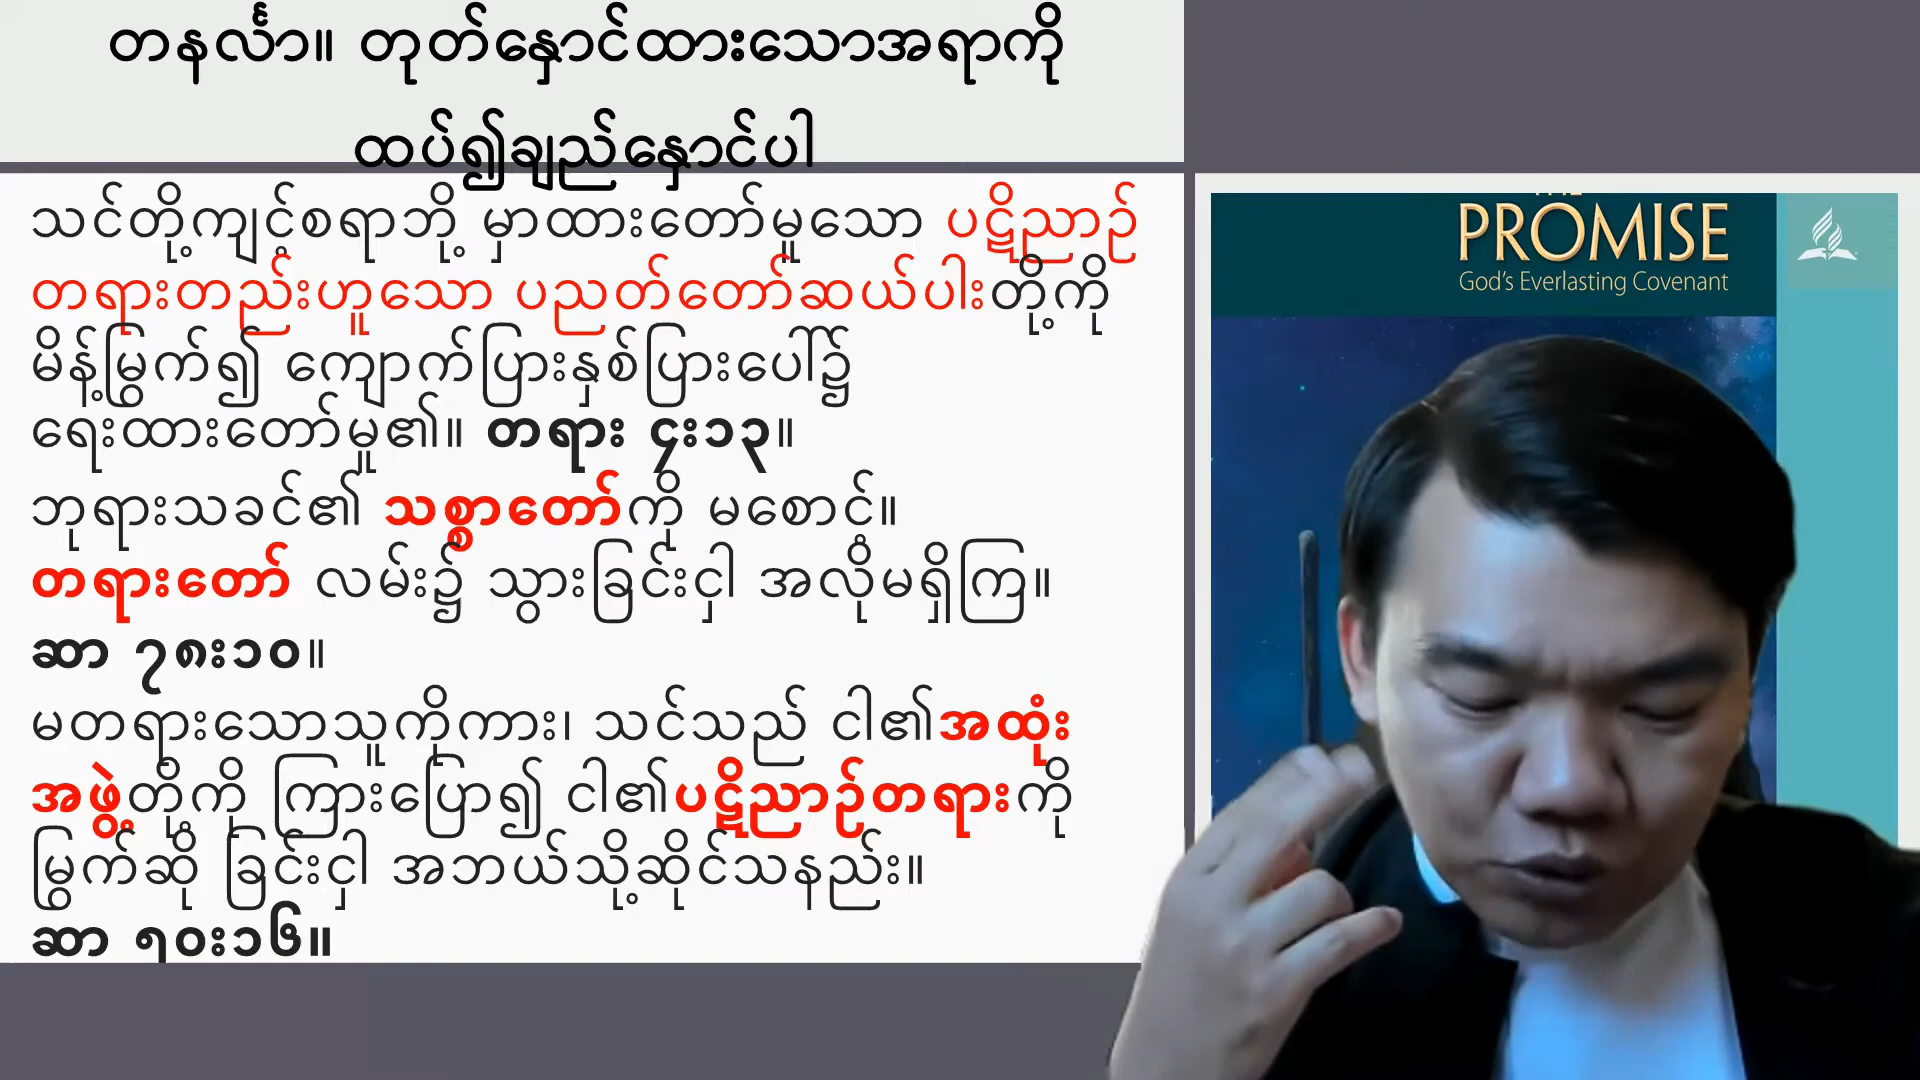 တနင်္လာ။ တုတ်နှောင်ထားသောအရာကို
ထပ်၍ချည်နှောင်ပါ
သင်တို့ကျင့်စရာဘို့ မှာထားတော်မူသော ပဋိညာဉ်
တရားတည်းဟူသော ပညတ်တော်ဆယ်ပါးတို့ကို
မိန့်မြွက်၍ ကျောက်ပြားနှစ်ပြားပေါ်၌
ရေးထားတော်မူ၏။ တရား ၄း၁၃။
ဘုရားသခင်၏ သစ္စာတော်ကို မစောင့်။
တရားတော် လမ်း၌ သွားခြင်းငှါ အလိုမရှိကြ။
ဆာ ၇၈း၁၀။
မတရားသောသူကိုကား၊ သင်သည် ငါ၏အထုံး
အဖွဲ့တို့ကို ကြားပြော၍ ငါ၏ပဋိညာဉ်တရားကို
မြွက်ဆို ခြင်းငှါ အဘယ်သို့ဆိုင်သနည်း။
ဆာ ၅၀း၁၆။
PROMISE
God's Everlasting Covenant